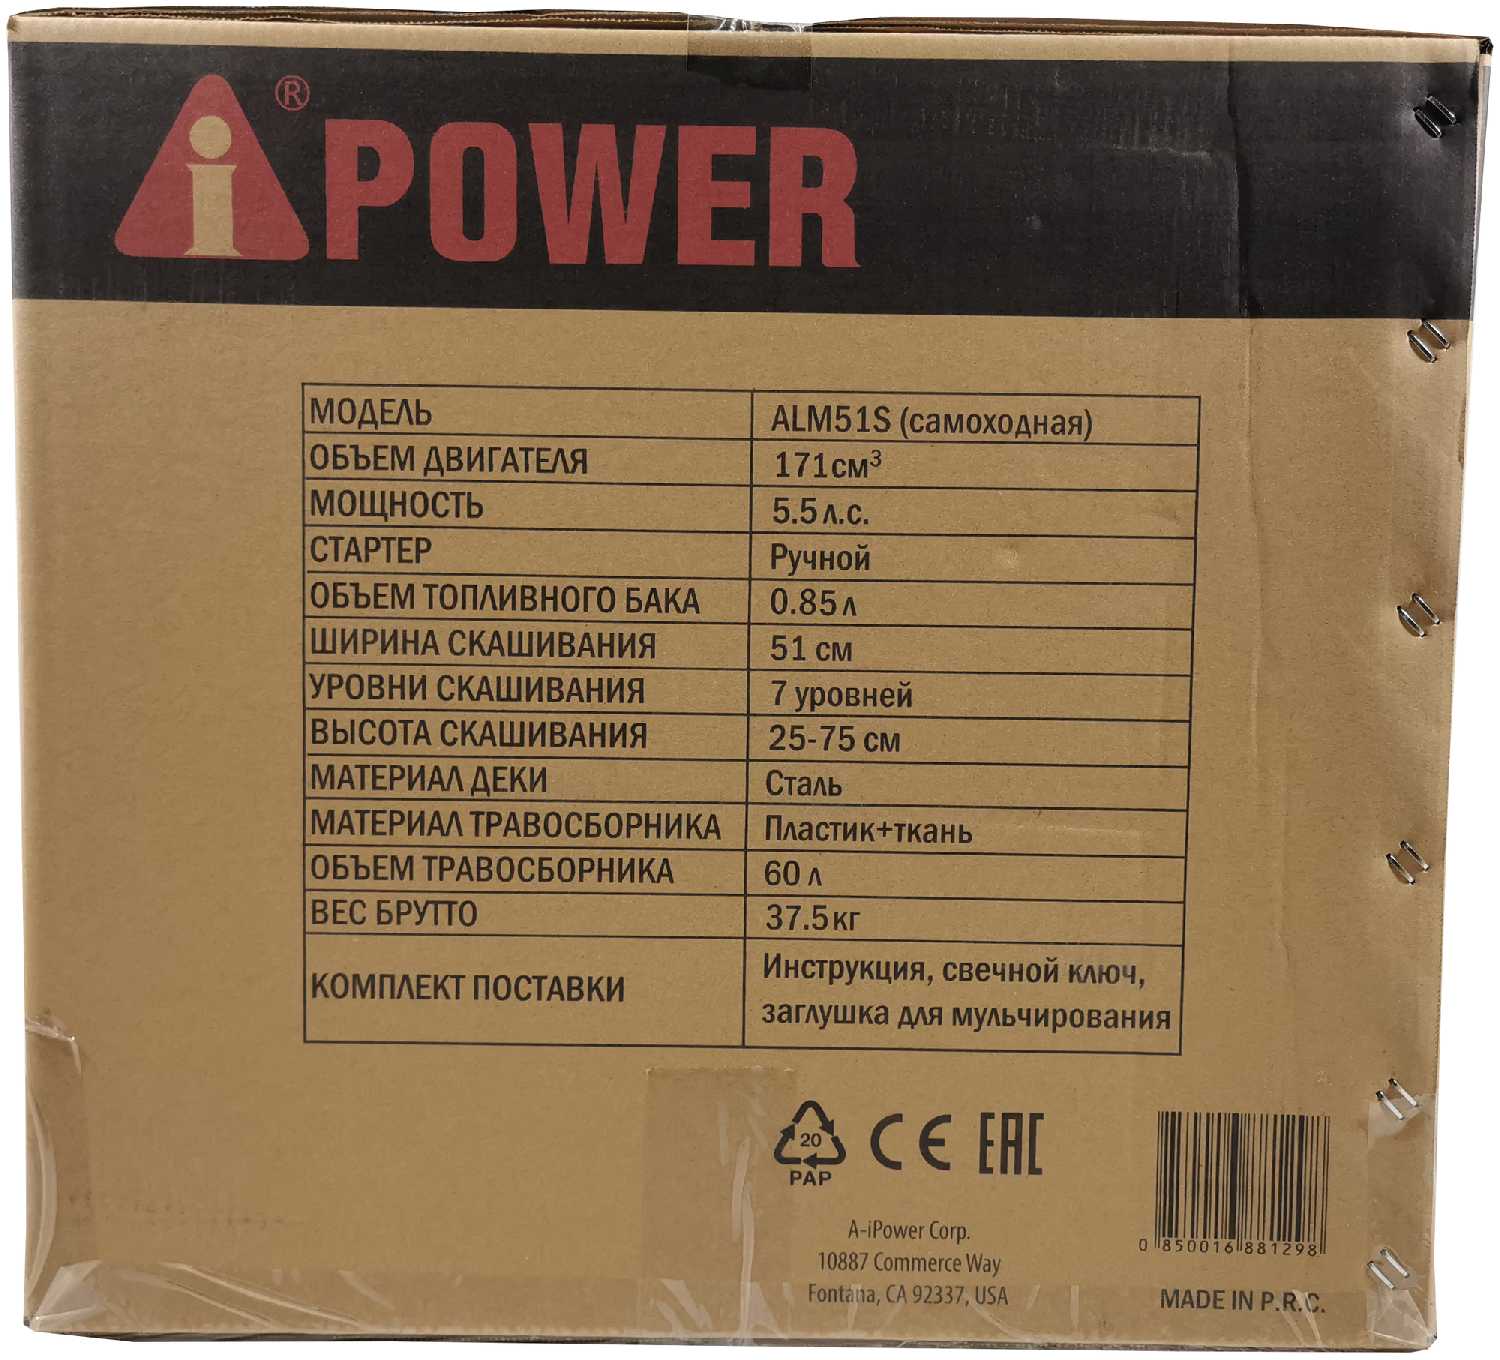 i POWER ®
МОДЕЛЬ ALM51S (самоходная)
ОБЪЕМ ДВИГАТЕЛЯ 171см³
МОЩНОСТЬ 5.5л.с.
СТАРТЕР Ручной
ОБЪЕМ ТОПЛИВНОГО БАКА 0.85л
ШИРИНА СКАШИВАНИЯ 51 см
УРОВНИ СКАШИВАНИЯ 7 уровней
ВЫСОТА СКАШИВАНИЯ 25-75 см
МАТЕРИАЛ ДЕКИ Сталь
МАТЕРИАЛ ТРАВОСБОРНИКА Пластик+ткань
ОБЪЕМ ТРАВОСБОРНИКА 60 л
ВЕС БРУТТО 37.5кг
КОМПЛЕКТ ПОСТАВКИ Инструкция, свечной ключ,
заглушка для мульчирования
20
PAP
CE EAC
A-iPower Corp.
10887 Commerce Way
Fontana, CA 92337, USA
0 850016 881298
MADE IN P.R.C.